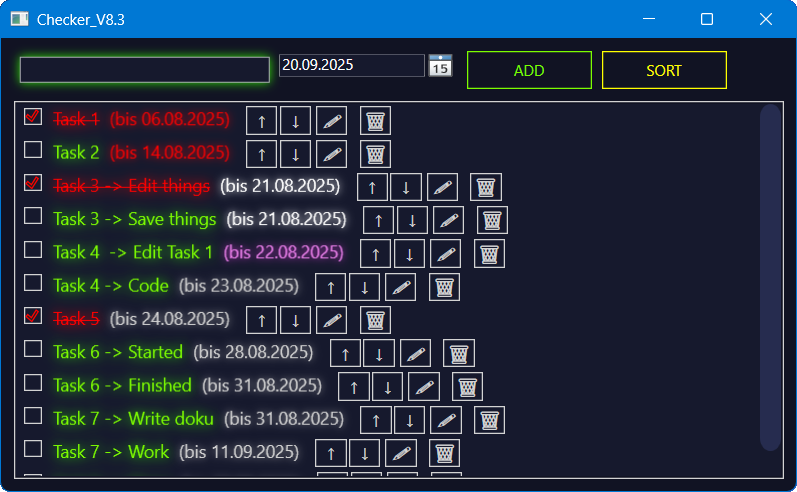 Checker_V8.3
20.09.2025 15 ADD SORT
Task 1 (bis 06.08.2025) ↑ ↓
Task 2 (bis 14.08.2025) ↑ ↓
Task 3 -> Edit things (bis 21.08.2025) ↑ ↓
Task 3 -> Save things (bis 21.08.2025) ↑ ↓
Task 4 -> Edit Task 1 (bis 22.08.2025) ↑ ↓
Task 4 -> Code (bis 23.08.2025) ↑ ↓
Task 5 (bis 24.08.2025) ↑ ↓
Task 6 -> Started (bis 28.08.2025) ↑ ↓
Task 6 -> Finished (bis 31.08.2025) ↑ ↓
Task 7 -> Write doku (bis 31.08.2025) ↑ ↓
Task 7 -> Work (bis 11.09.2025) ↑ ↓